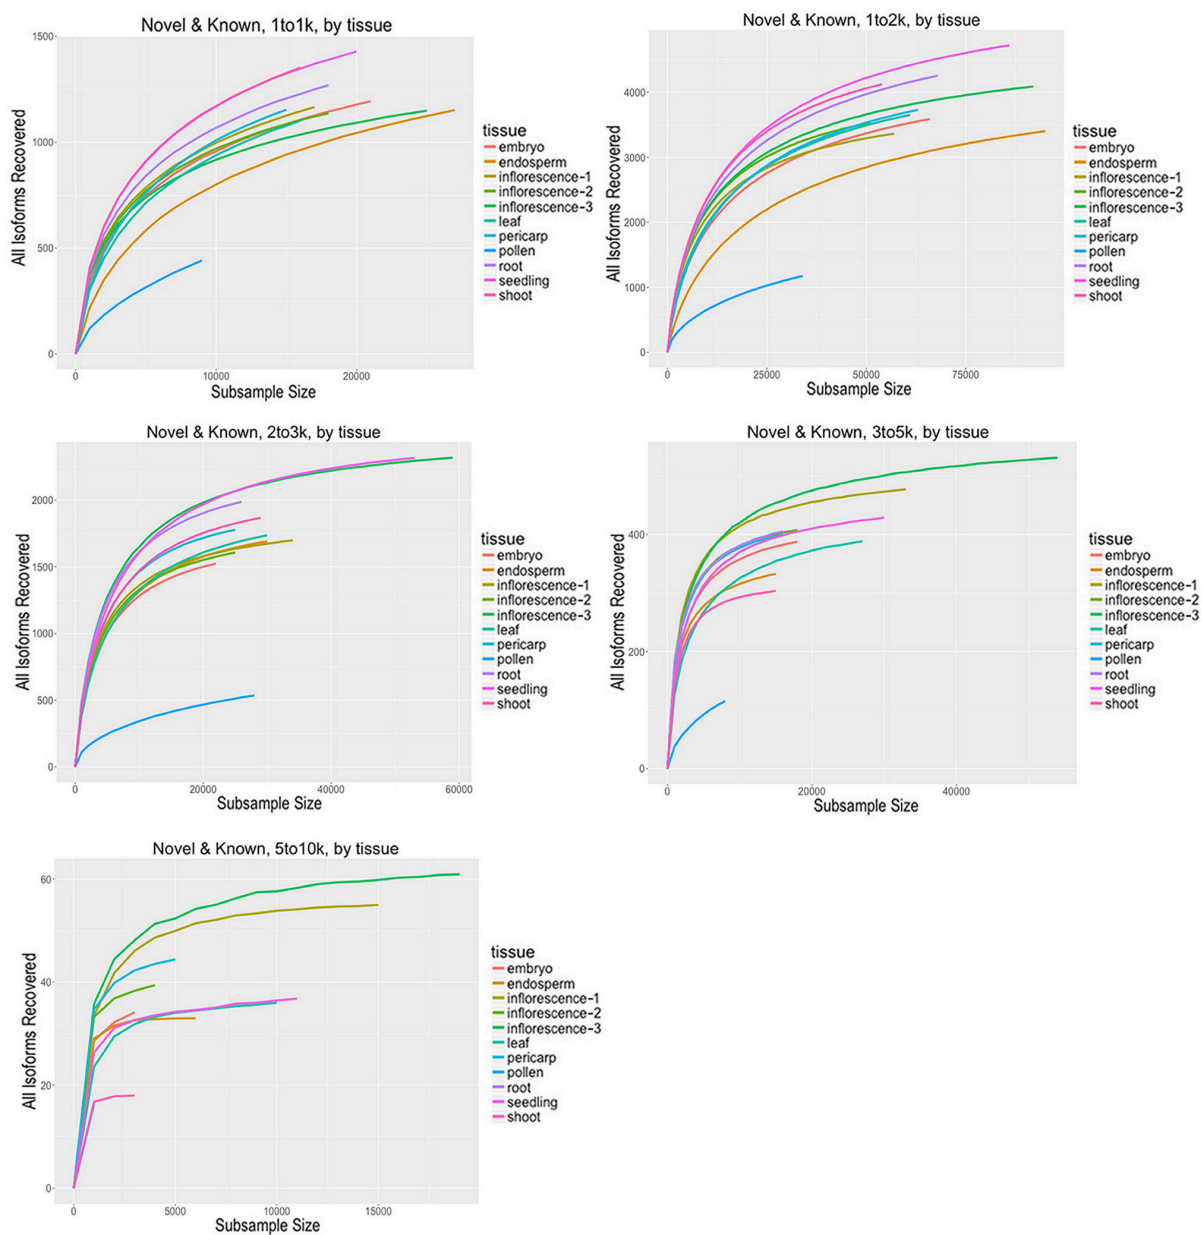 Novel & Known, 1to1k, by tissue
All Isoforms Recovered
1500
1000
500
0
0 10000 20000
Subsample Size
tissue
embryo
endosperm
inflorescence-1
inflorescence-2
inflorescence-3
leaf
pericarp
pollen
root
seedling
shoot
Novel & Known, 1to2k, by tissue
All Isoforms Recovered
4000
3000
2000
1000
0
0 25000 50000 75000
Subsample Size
tissue
embryo
endosperm
inflorescence-1
inflorescence-2
inflorescence-3
leaf
pericarp
pollen
root
seedling
shoot
Novel & Known, 2to3k, by tissue
All Isoforms Recovered
2000
1500
1000
500
0
0 20000 40000 60000
Subsample Size
tissue
embryo
endosperm
inflorescence-1
inflorescence-2
inflorescence-3
leaf
pericarp
pollen
root
seedling
shoot
Novel & Known, 3to5k, by tissue
All Isoforms Recovered
400
200
0
0 20000 40000
Subsample Size
tissue
embryo
endosperm
inflorescence-1
inflorescence-2
inflorescence-3
leaf
pericarp
pollen
root
seedling
shoot
Novel & Known, 5to10k, by tissue
All Isoforms Recovered
60
40
20
0
0 5000 10000 15000
Subsample Size
tissue
embryo
endosperm
inflorescence-1
inflorescence-2
inflorescence-3
leaf
pericarp
pollen
root
seedling
shoot